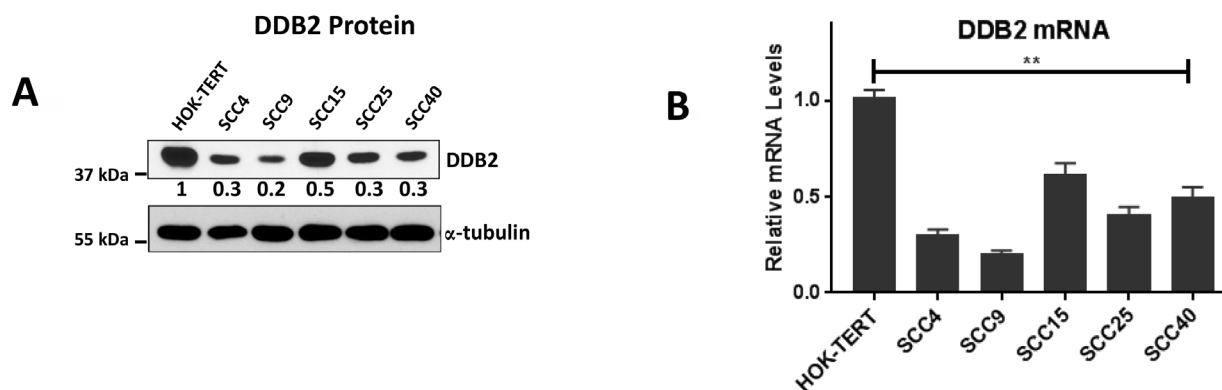 DDB2 Protein
A
HOK-TERT SCC4 SCC9 SCC15 SCC25 SCC40
37 kDa DDB2
1 0.3 0.2 0.5 0.3 0.3
55 kDa α-tubulin
B
DDB2 mRNA
**
Relative mRNA Levels
1.0
0.5
0.0
HOK-TERT SCC4 SCC9 SCC15 SCC25 SCC40